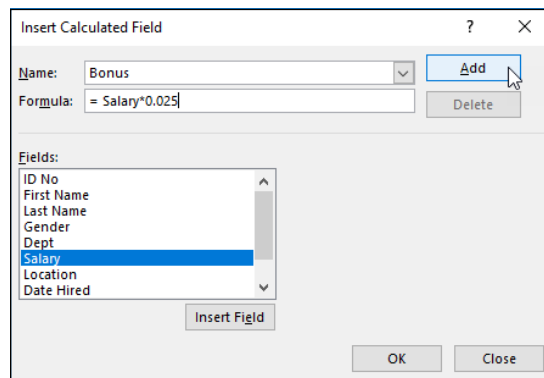 Insert Calculated Field ? ×
Name: Bonus Add
Formula: = Salary*0.025 Delete
Fields:
ID No
First Name
Last Name
Gender
Dept
Salary
Location
Date Hired
Insert Field
OK Close